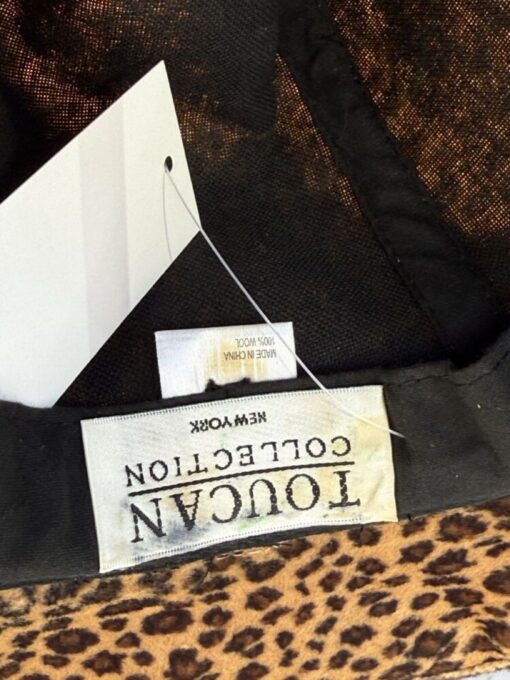 TOUCAN
COLLECTION
NEW YORK
100% WOOL
MADE IN CHINA